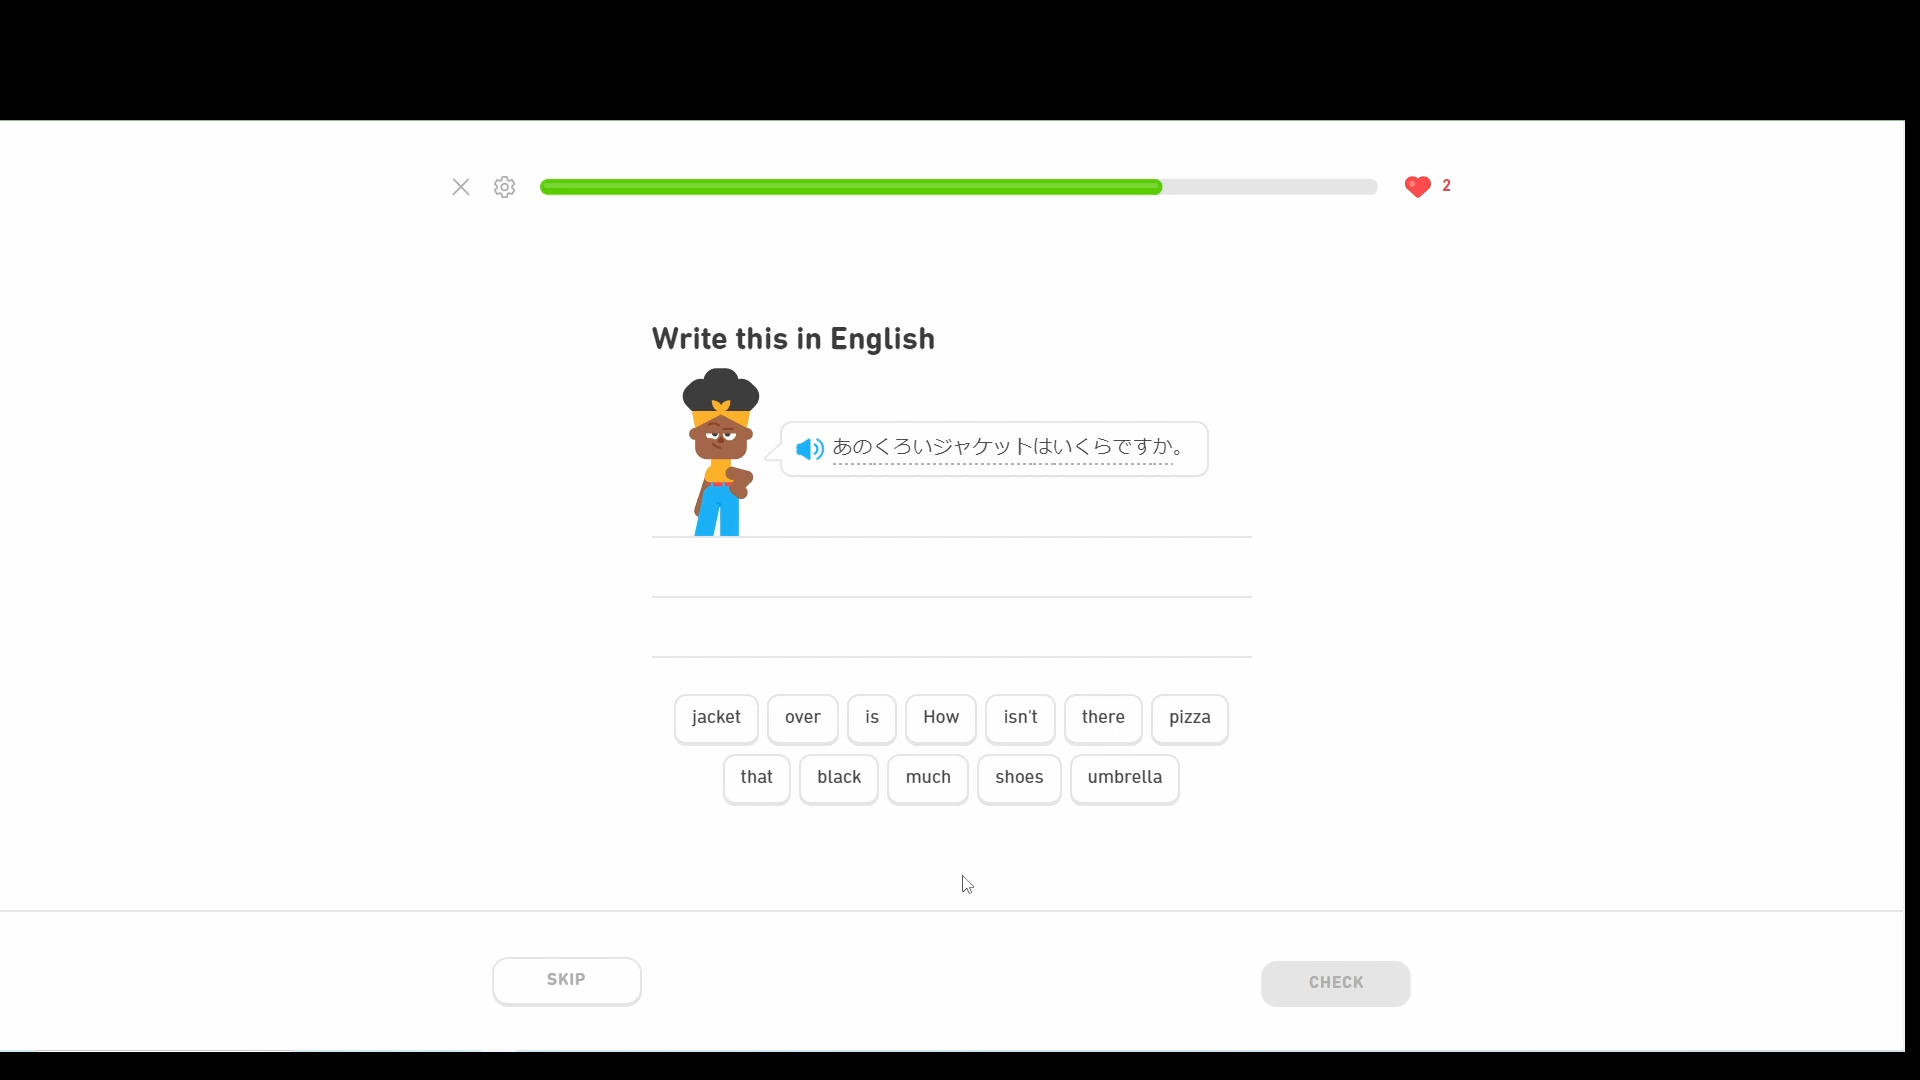 2
Write this in English
あのくろいジャケットはいくらですか。
jacket over is How isn't there pizza
that black much shoes umbrella
SKIP CHECK